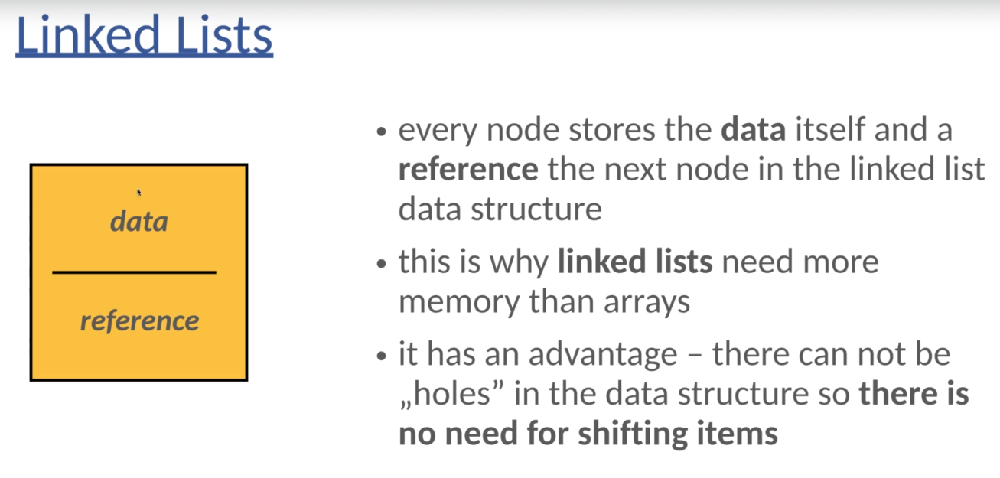 Linked Lists
data
reference
• every node stores the data itself and a
reference the next node in the linked list
data structure
• this is why linked lists need more
memory than arrays
• it has an advantage – there can not be
„holes” in the data structure so there is
no need for shifting items